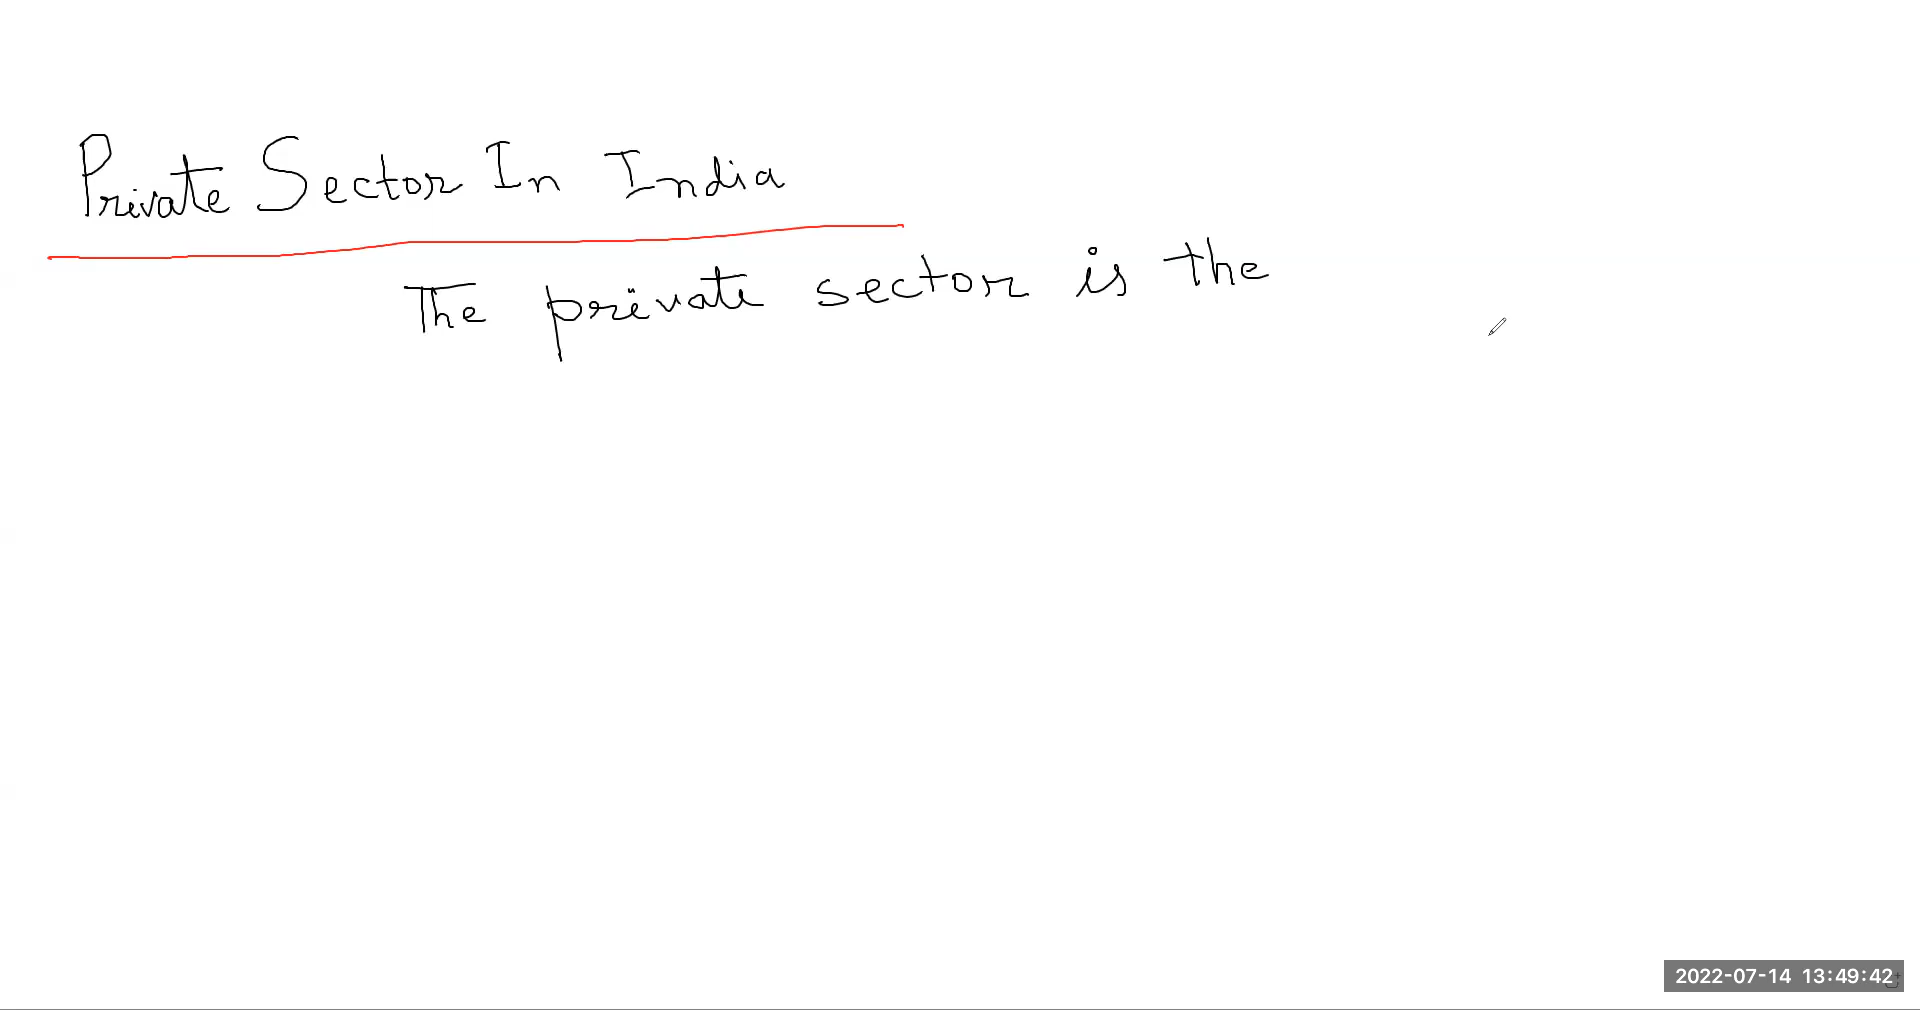 Private Sector In India
The private sector is the
2022-07-14 13:49:42